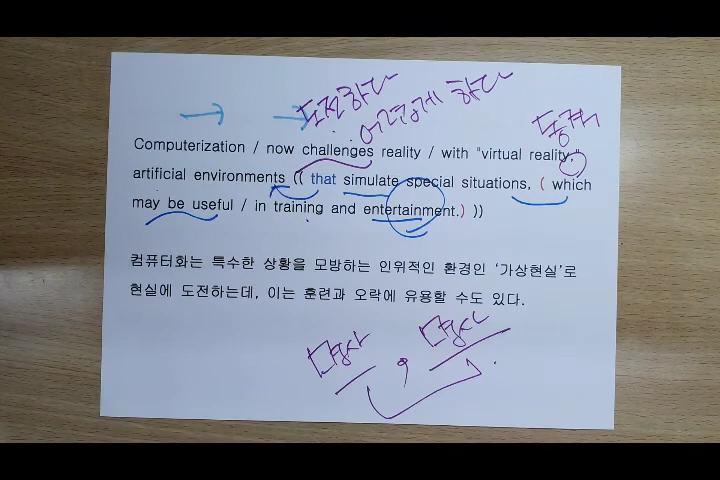 도전하다
어렵게 하다
동격
Computerization / now challenges reality / with "virtual reality,"
artificial environments (( that simulate special situations, ( which
may be useful / in training and entertainment.) ))
컴퓨터화는 특수한 상황을 모방하는 인위적인 환경인 ‘가상현실’로
현실에 도전하는데, 이는 훈련과 오락에 유용할 수도 있다.
명사 , 명사